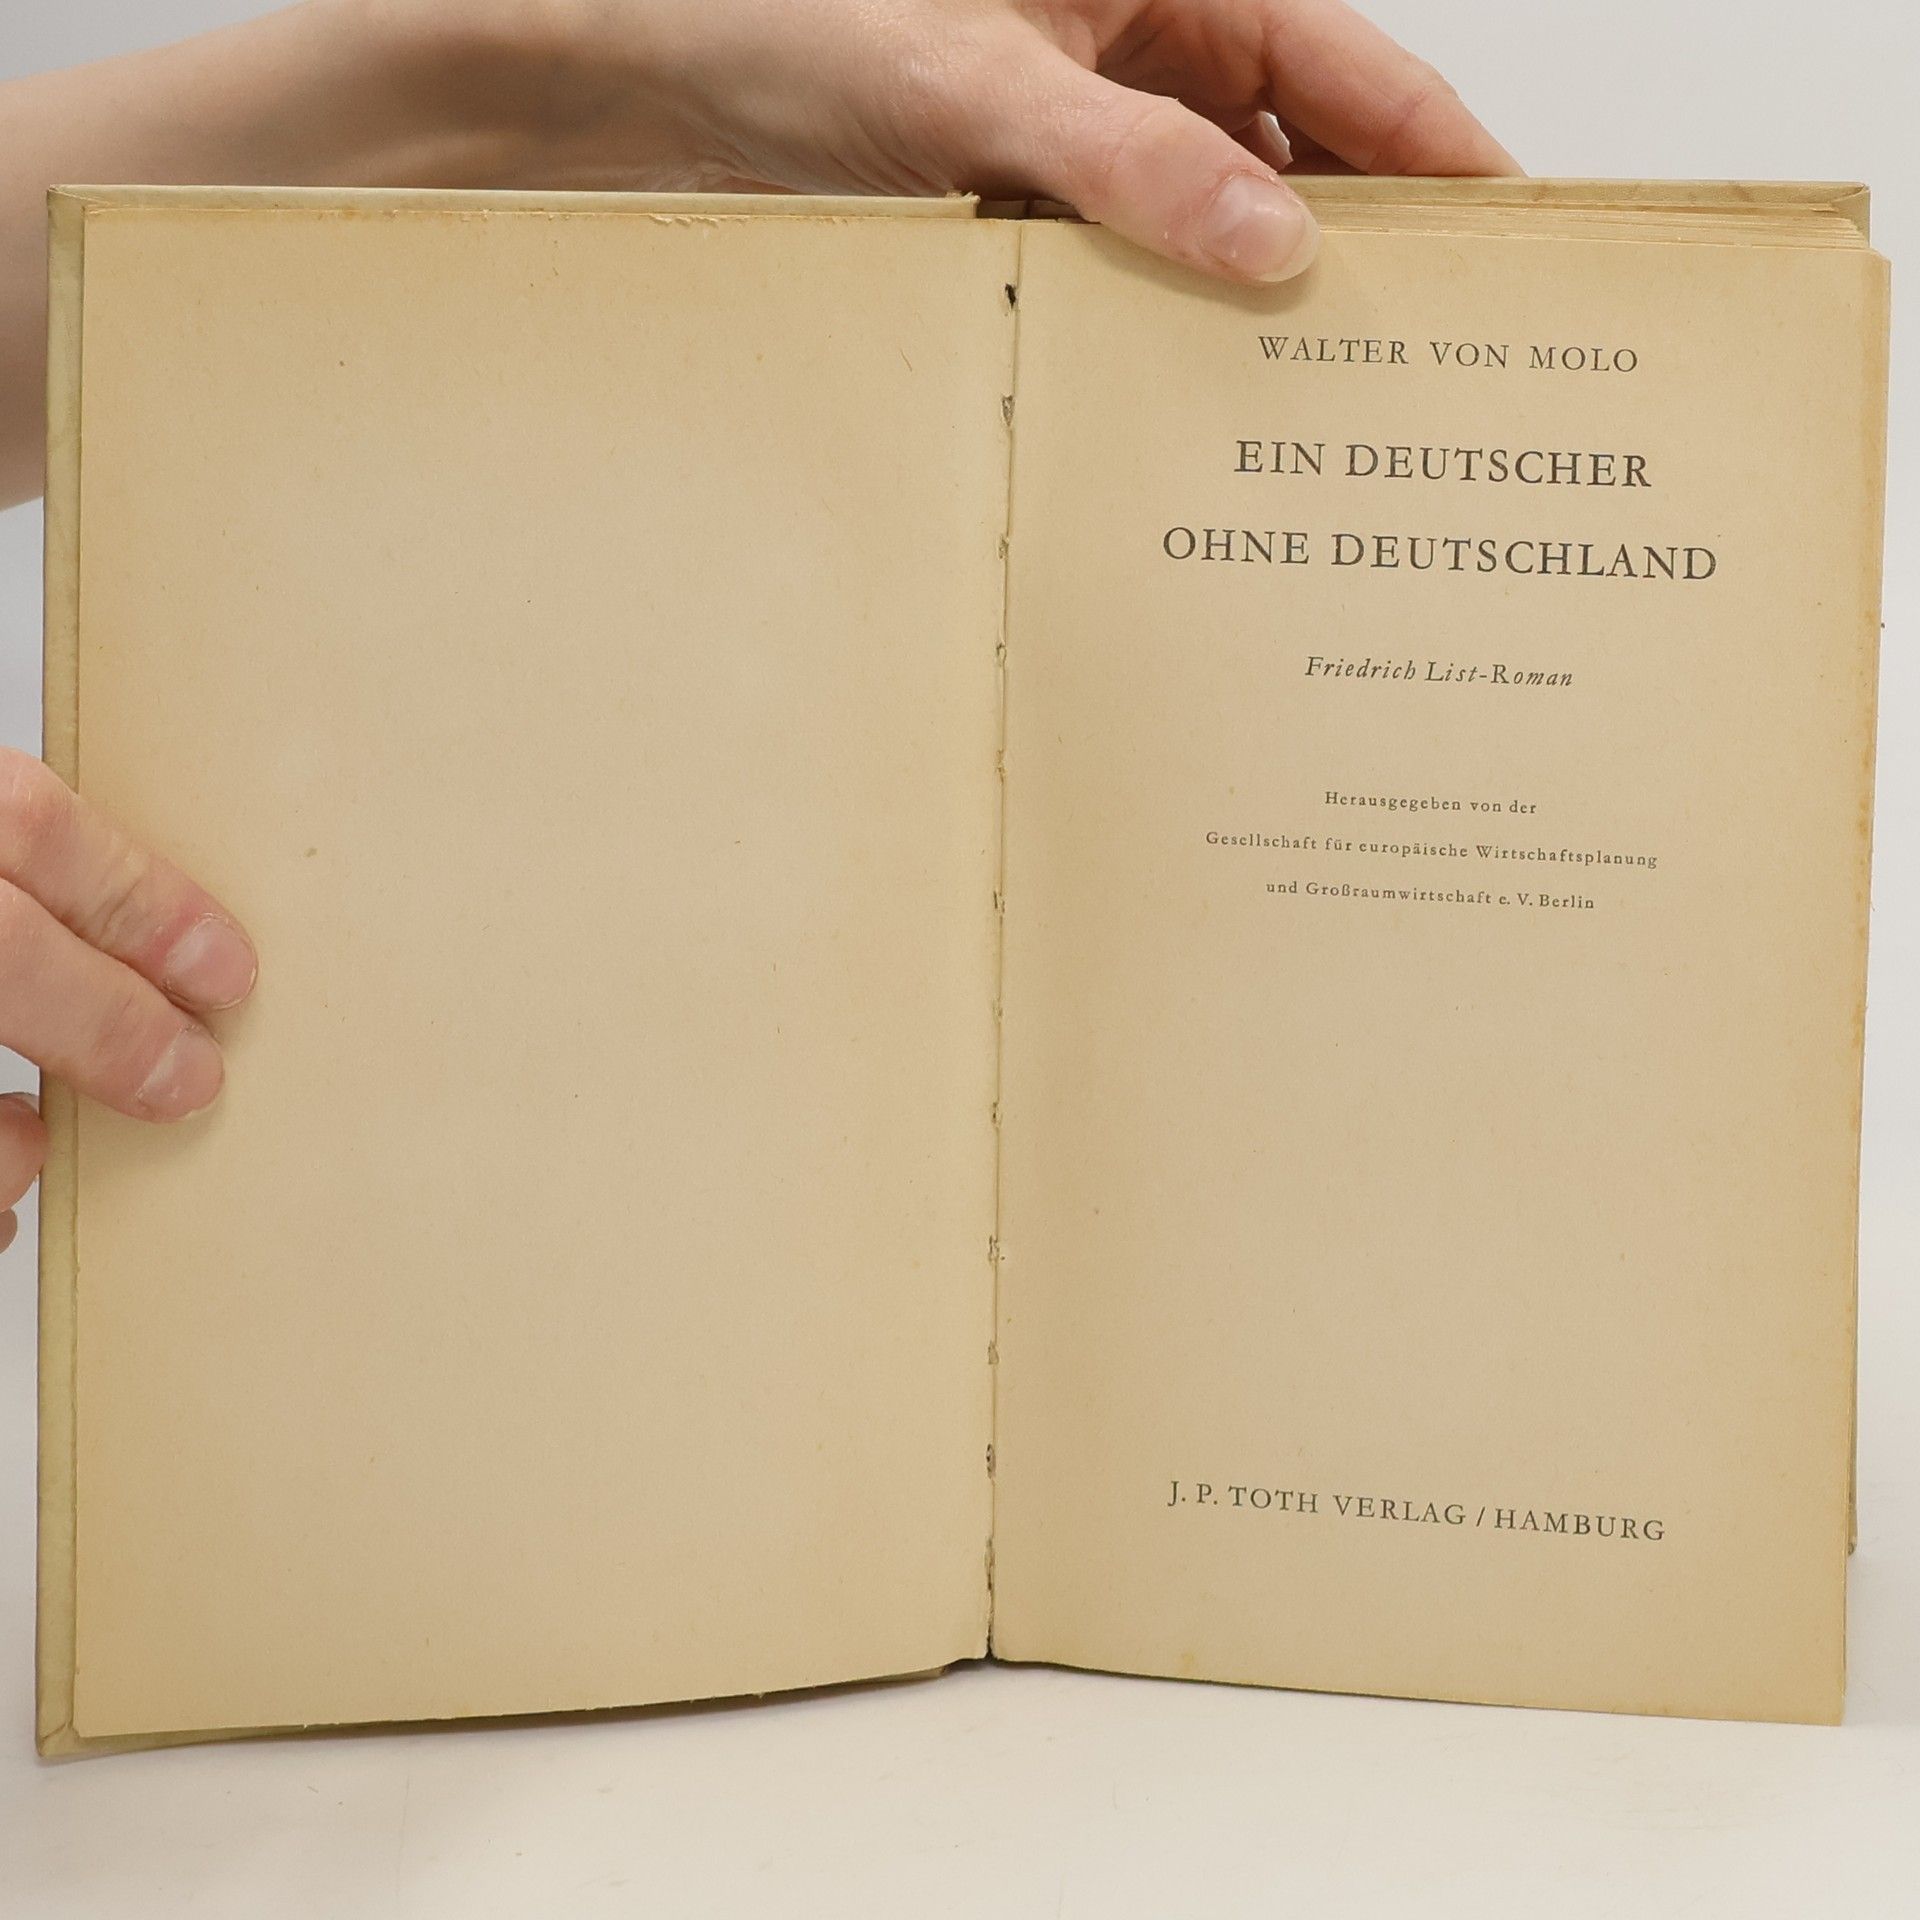 WALTER VON MOLO
EIN DEUTSCHER
OHNE DEUTSCHLAND
Friedrich List-Roman
Herausgegeben von der
Gesellschaft für europäische Wirtschaftsplanung
und Großraumwirtschaft e. V. Berlin
J. P. TOTH VERLAG / HAMBURG